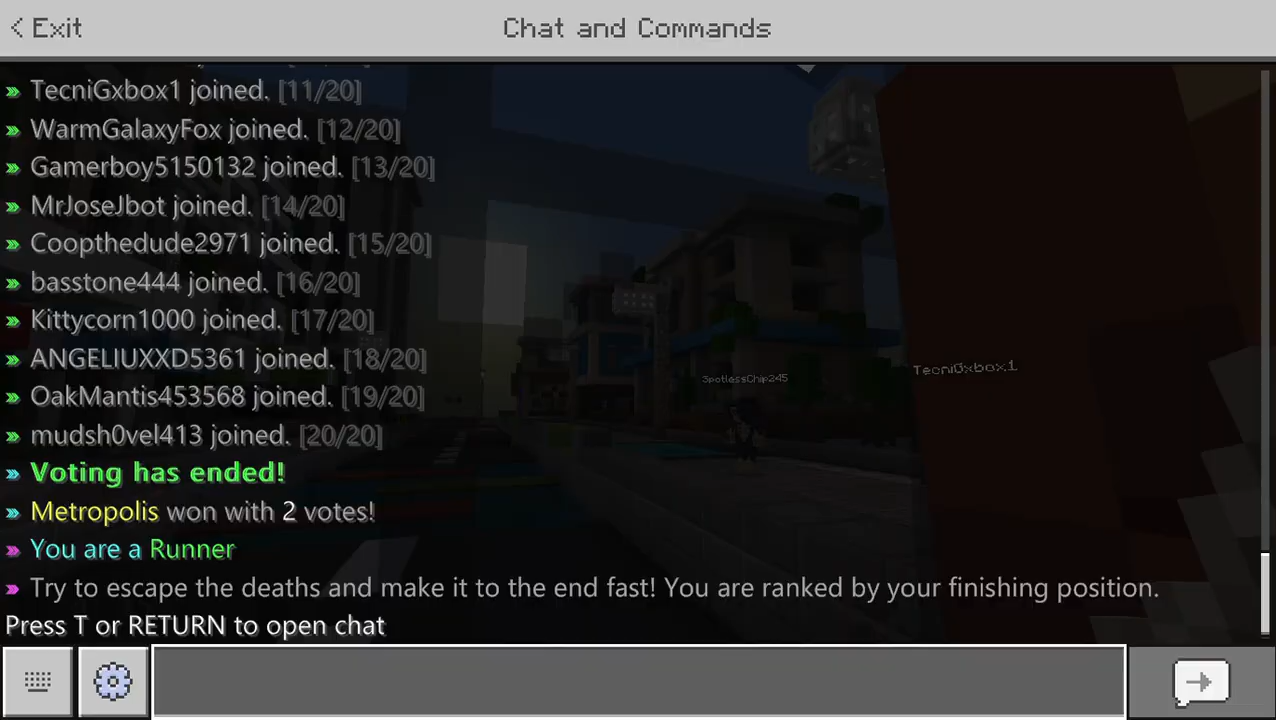 < Exit
Chat and Commands
» TecniGxbox1 joined. [11/20]
» WarmGalaxyFox joined. [12/20]
» Gamerboy5150132 joined. [13/20]
» MrJoseJbot joined. [14/20]
» Coopthedude2971 joined. [15/20]
» basstone444 joined. [16/20]
» Kittycorn1000 joined. [17/20]
» ANGELIUXXD5361 joined. [18/20]
» OakMantis453568 joined. [19/20]
» mudsh0vel413 joined. [20/20]
» Voting has ended!
» Metropolis won with 2 votes!
» You are a Runner
» Try to escape the deaths and make it to the end fast! You are ranked by your finishing position.
Press T or RETURN to open chat
SpotlessChip245
TecniGxbox1